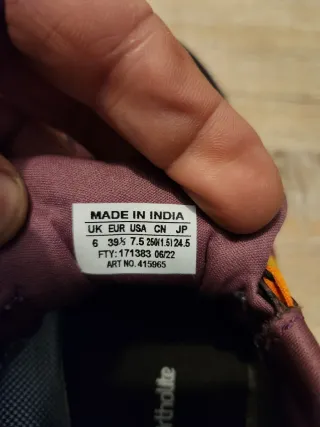 MADE IN INDIA
UK EUR USA CN JP
6 39⅓ 7.5 250(1.5) 24.5
FTY: 171383 06/22
ART NO. 415965
rtholite